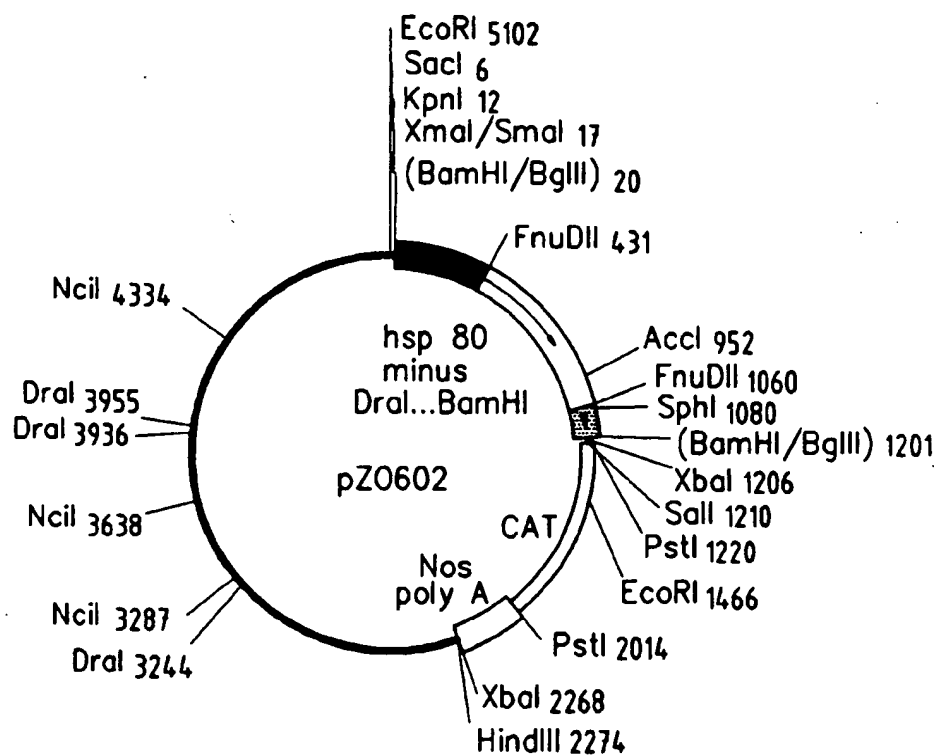 EcoRI 5102
SacI 6
KpnI 12
XmaI/SmaI 17
(BamHI/BglII) 20
FnuDII 431
NciI 4334
AccI 952
FnuDII 1060
SphI 1080
(BamHI/BglII) 1201
XbaI 1206
SalI 1210
PstI 1220
EcoRI 1466
hsp 80
minus
DraI...BamHI
pZO602
DraI 3955
DraI 3936
NciI 3638
CAT
Nos
poly A
NciI 3287
DraI 3244
PstI 2014
XbaI 2268
HindIII 2274